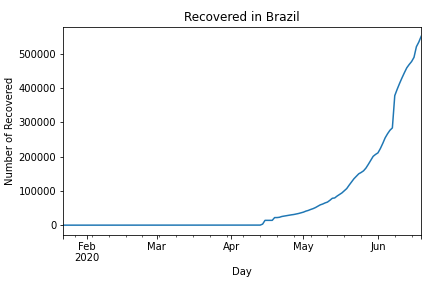 Recovered in Brazil
Number of Recovered
500000
400000
300000
200000
100000
0
Feb
2020
Mar
Apr
May
Jun
Day